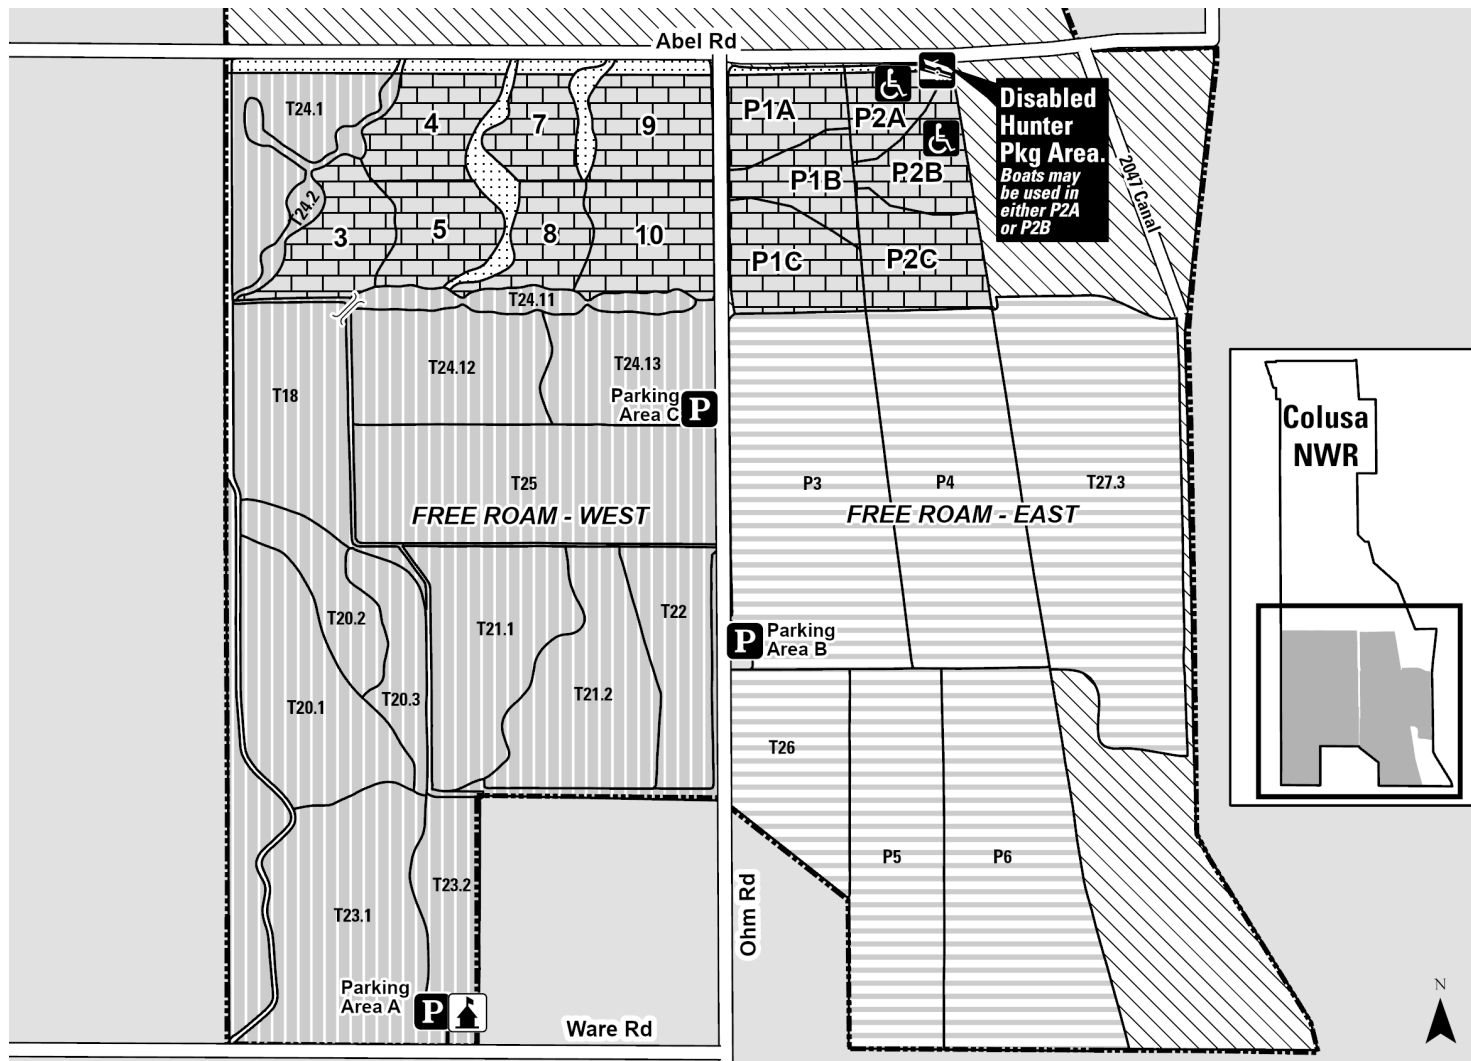 Abel Rd
T24.1
4
7
9
P1A
P2A
Disabled
Hunter
Pkg Area.
Boats may
be used in
either P2A
or P2B
2047 Canal
T24.2
3
5
8
10
P1B
P2B
P1C
P2C
T24.11
T24.12
T24.13
T18
Parking
Area C
P
Colusa
NWR
T25
FREE ROAM - WEST
P3
P4
T27.3
FREE ROAM - EAST
T20.2
T21.1
T22
P
Parking
Area B
T20.1
T20.3
T21.2
T26
P5
P6
T23.2
T23.1
Ohm Rd
Parking
Area A
P
Ware Rd
N